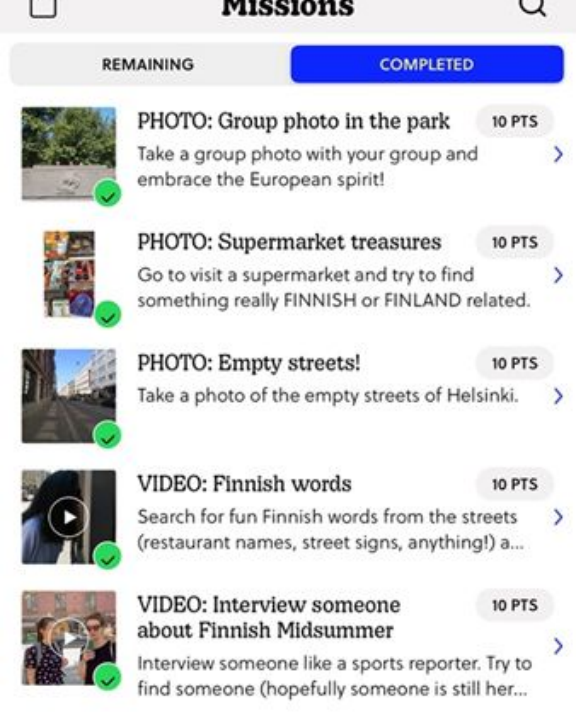 Missions
REMAINING
COMPLETED
PHOTO: Group photo in the park
10 PTS
Take a group photo with your group and
embrace the European spirit!
PHOTO: Supermarket treasures
10 PTS
Go to visit a supermarket and try to find
something really FINNISH or FINLAND related.
PHOTO: Empty streets!
10 PTS
Take a photo of the empty streets of Helsinki.
VIDEO: Finnish words
10 PTS
Search for fun Finnish words from the streets
(restaurant names, street signs, anything!) a...
VIDEO: Interview someone
about Finnish Midsummer
10 PTS
Interview someone like a sports reporter. Try to
find someone (hopefully someone is still her...